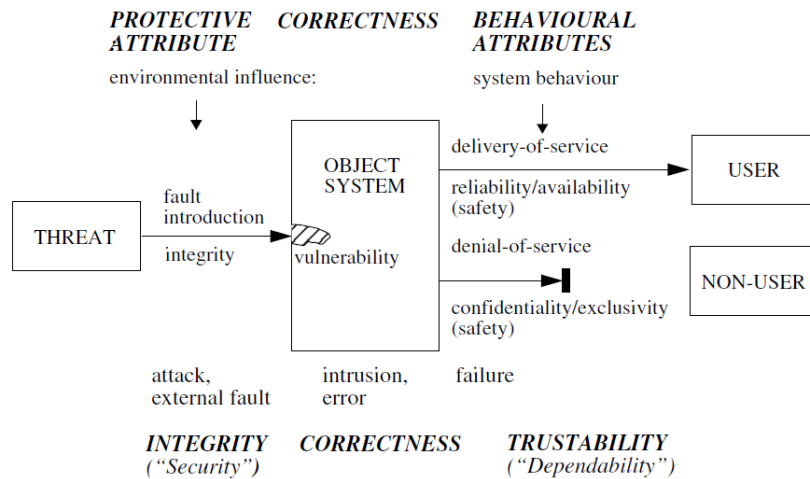 PROTECTIVE ATTRIBUTE
CORRECTNESS
BEHAVIOURAL ATTRIBUTES
environmental influence:
system behaviour
OBJECT
SYSTEM
delivery-of-service
USER
reliability/availability
(safety)
fault
introduction
THREAT
integrity
vulnerability
denial-of-service
NON-USER
confidentiality/exclusivity
(safety)
attack,
external fault
intrusion,
error
failure
INTEGRITY
("Security")
CORRECTNESS
TRUSTABILITY
("Dependability")